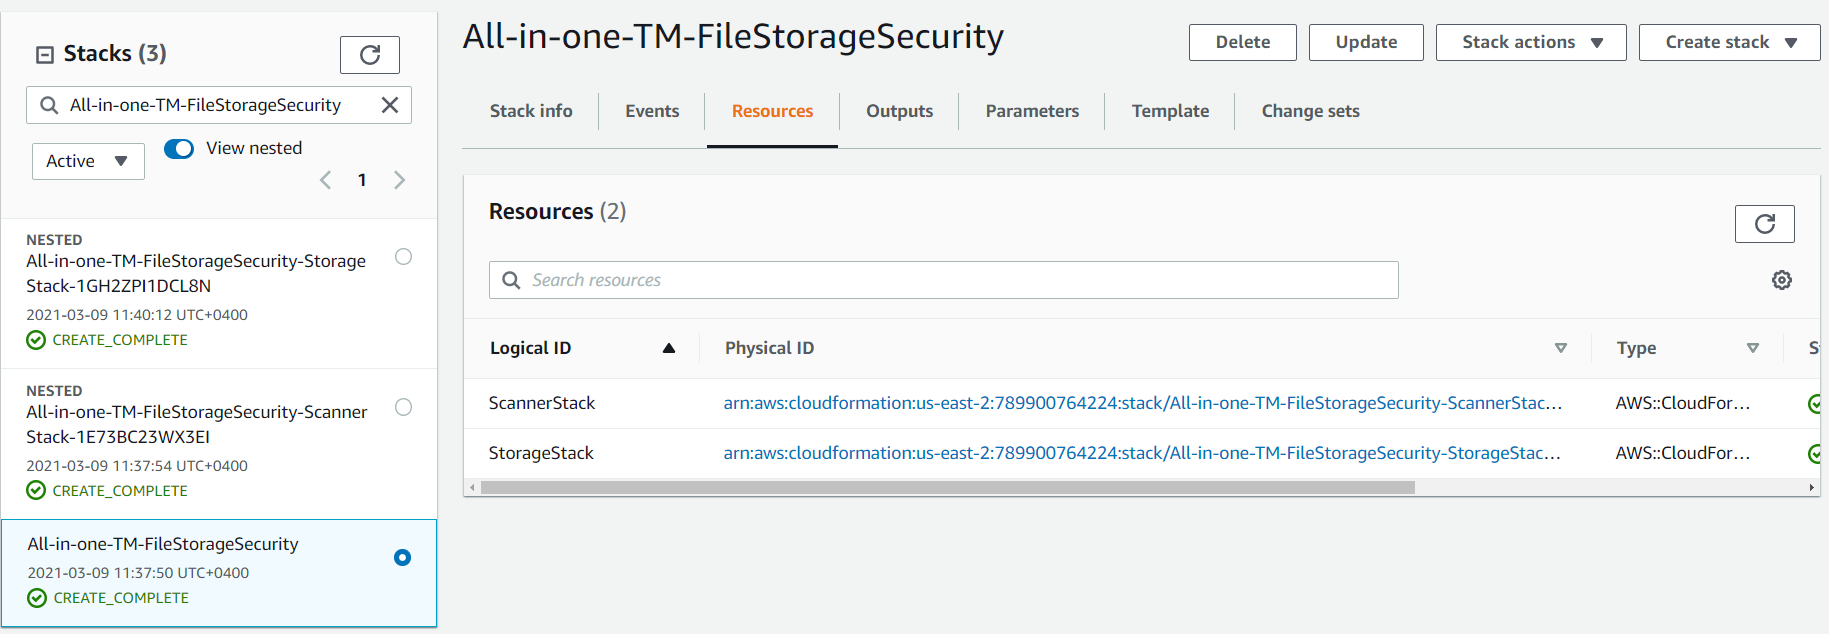 Stacks (3)
All-in-one-TM-FileStorageSecurity
Active
View nested
1
NESTED
All-in-one-TM-FileStorageSecurity-Storage
Stack-1GH2ZPI1DCL8N
2021-03-09 11:40:12 UTC+0400
CREATE_COMPLETE
NESTED
All-in-one-TM-FileStorageSecurity-Scanner
Stack-1E73BC23WX3EI
2021-03-09 11:37:54 UTC+0400
CREATE_COMPLETE
All-in-one-TM-FileStorageSecurity
2021-03-09 11:37:50 UTC+0400
CREATE_COMPLETE
All-in-one-TM-FileStorageSecurity
Delete Update Stack actions Create stack
Stack info Events Resources Outputs Parameters Template Change sets
Resources (2)
Search resources
Logical ID Physical ID Type S
ScannerStack arn:aws:cloudformation:us-east-2:789900764224:stack/All-in-one-TM-FileStorageSecurity-ScannerStac... AWS::CloudFor...
StorageStack arn:aws:cloudformation:us-east-2:789900764224:stack/All-in-one-TM-FileStorageSecurity-StorageStac... AWS::CloudFor...